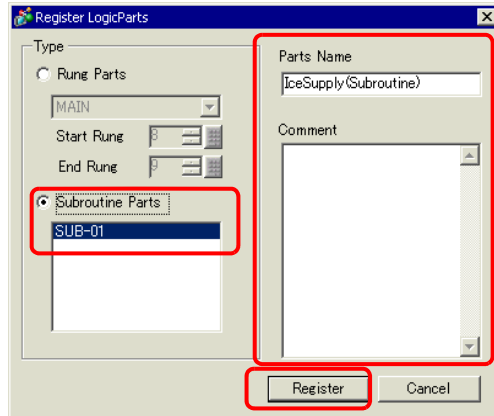 Register LogicParts
Type
Rung Parts
MAIN
Start Rung 8
End Rung 9
Subroutine Parts
SUB-01
Parts Name
IceSupply(Subroutine)
Comment
Register
Cancel